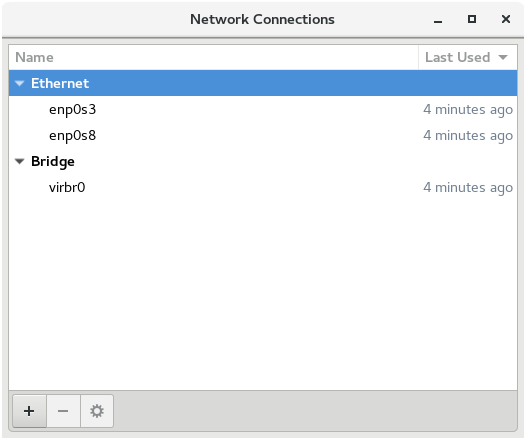 Network Connections
Name Last Used
Ethernet
enp0s3 4 minutes ago
enp0s8 4 minutes ago
Bridge
virbr0 4 minutes ago